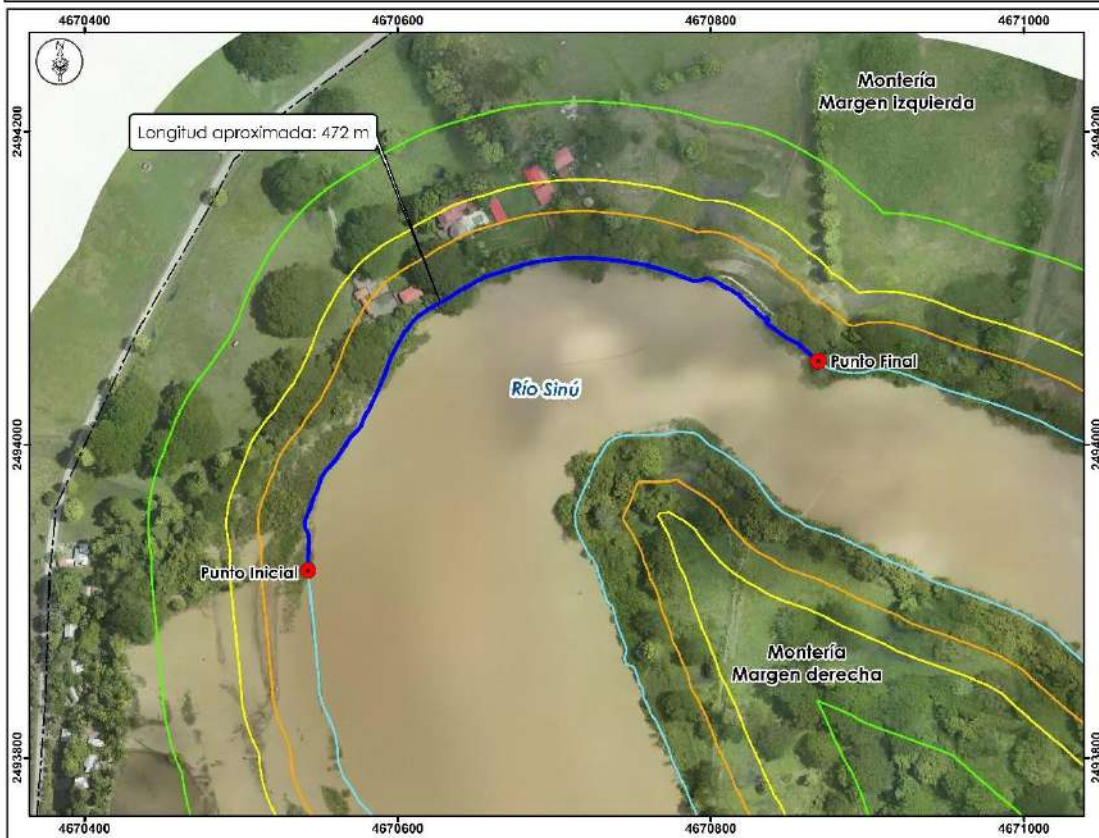 4670400
4670600
4670800
4671000
N
Montería
Margen izquierda
2494200
2494200
Longitud aproximada: 472 m
Punto Final
Río Sinú
2494000
2494000
Punto Inicial
Montería
Margen derecha
2493800
2493800
4670400
4670600
4670800
4671000